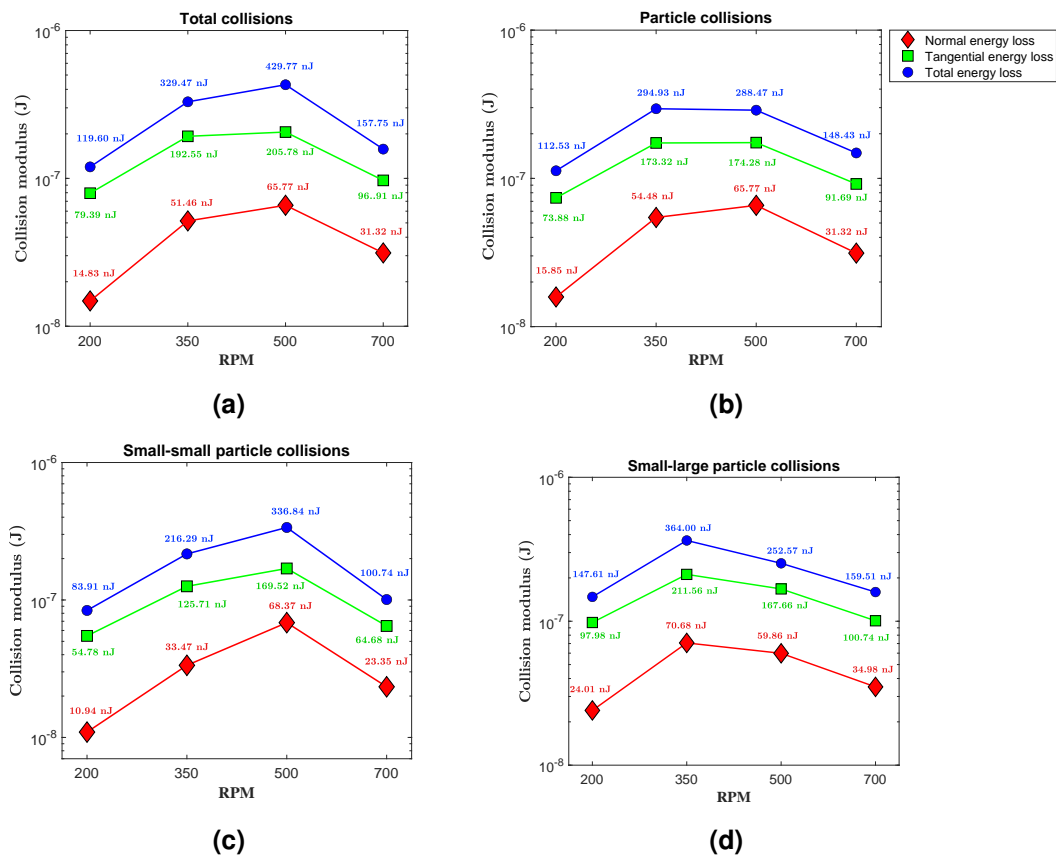 Total collisions
10^-6
10^-7
10^-8
Collision modulus (J)
119.60 nJ
329.47 nJ
429.77 nJ
157.75 nJ
79.39 nJ
192.55 nJ
205.78 nJ
96..91 nJ
14.83 nJ
51.46 nJ
65.77 nJ
31.32 nJ
200 350 500 700
RPM
(a)
Particle collisions
10^-6
10^-7
10^-8
Collision modulus (J)
112.53 nJ
294.93 nJ
288.47 nJ
148.43 nJ
73.88 nJ
173.32 nJ
174.28 nJ
91.69 nJ
15.85 nJ
54.48 nJ
65.77 nJ
31.32 nJ
200 350 500 700
RPM
(b)
Normal energy loss
Tangential energy loss
Total energy loss
Small-small particle collisions
10^-6
10^-7
10^-8
Collision modulus (J)
83.91 nJ
216.29 nJ
336.84 nJ
100.74 nJ
54.78 nJ
125.71 nJ
169.52 nJ
64.68 nJ
10.94 nJ
33.47 nJ
68.37 nJ
23.35 nJ
200 350 500 700
RPM
(c)
Small-large particle collisions
10^-6
10^-7
10^-8
Collision modulus (J)
147.61 nJ
364.00 nJ
252.57 nJ
159.51 nJ
97.98 nJ
211.56 nJ
167.66 nJ
100.74 nJ
24.01 nJ
70.68 nJ
59.86 nJ
34.98 nJ
200 350 500 700
RPM
(d)